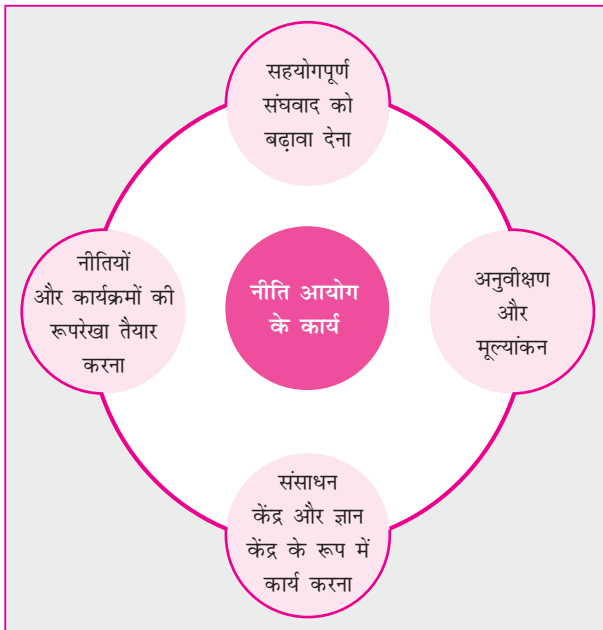 सहयोगपूर्ण
संघवाद को
बढ़ावा देना
नीतियों
और कार्यक्रमों की
रूपरेखा तैयार
करना
नीति आयोग
के कार्य
अनुवीक्षण
और
मूल्यांकन
संसाधन
केंद्र और ज्ञान
केंद्र के रूप में
कार्य करना